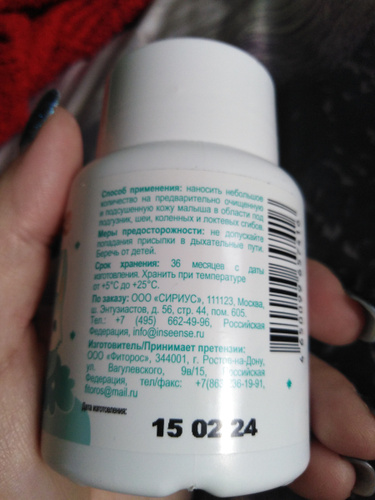 Способ применения: наносить небольшое
количество на предварительно очищенную
и подсушенную кожу малыша в области под
подгузник, шеи, коленных и локтевых сгибов.
Меры предосторожности: не допускайте
попадания присыпки в дыхательные пути.
Беречь от детей.
Срок хранения: 36 месяцев с даты
изготовления. Хранить при температуре
от +5°C до +25°C.
По заказу: ООО «СИРИУС», 111123, Москва,
ш. Энтузиастов, д. 56, стр. 44, пом. 605.
Тел.: +7 (495) 662-49-96, Российская
Федерация, info@inseense.ru
Изготовитель/Принимает претензии:
ООО "Фиторос", 344001, г. Ростов-на-Дону,
ул. Вагулевского, 9в/15, Российская
Федерация, тел/факс: 36-19-91,
fitoros@mail.ru
Дата изготовления:
15 02 24